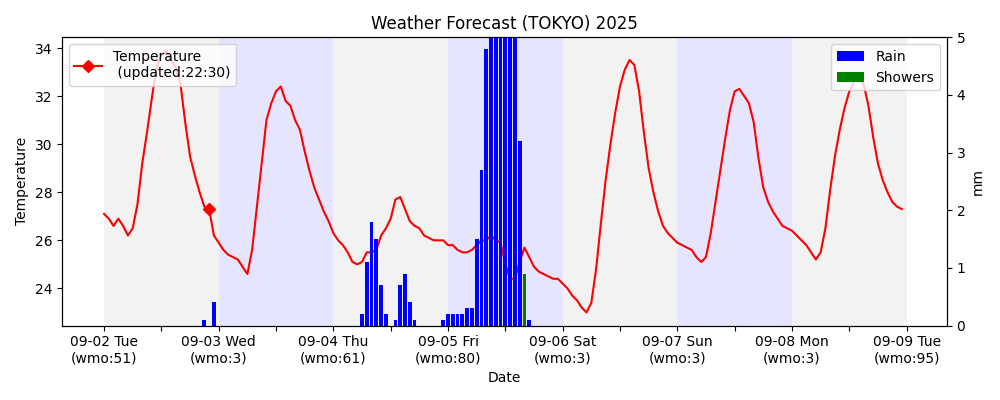 Weather Forecast (TOKYO) 2025
Temperature
(updated:22:30)
Rain
Showers
34
32
30
28
26
24
Temperature
5
4
3
2
1
0
mm
09-02 Tue
(wmo:51)
09-03 Wed
(wmo:3)
09-04 Thu
(wmo:61)
09-05 Fri
(wmo:80)
09-06 Sat
(wmo:3)
09-07 Sun
(wmo:3)
09-08 Mon
(wmo:3)
09-09 Tue
(wmo:95)
Date